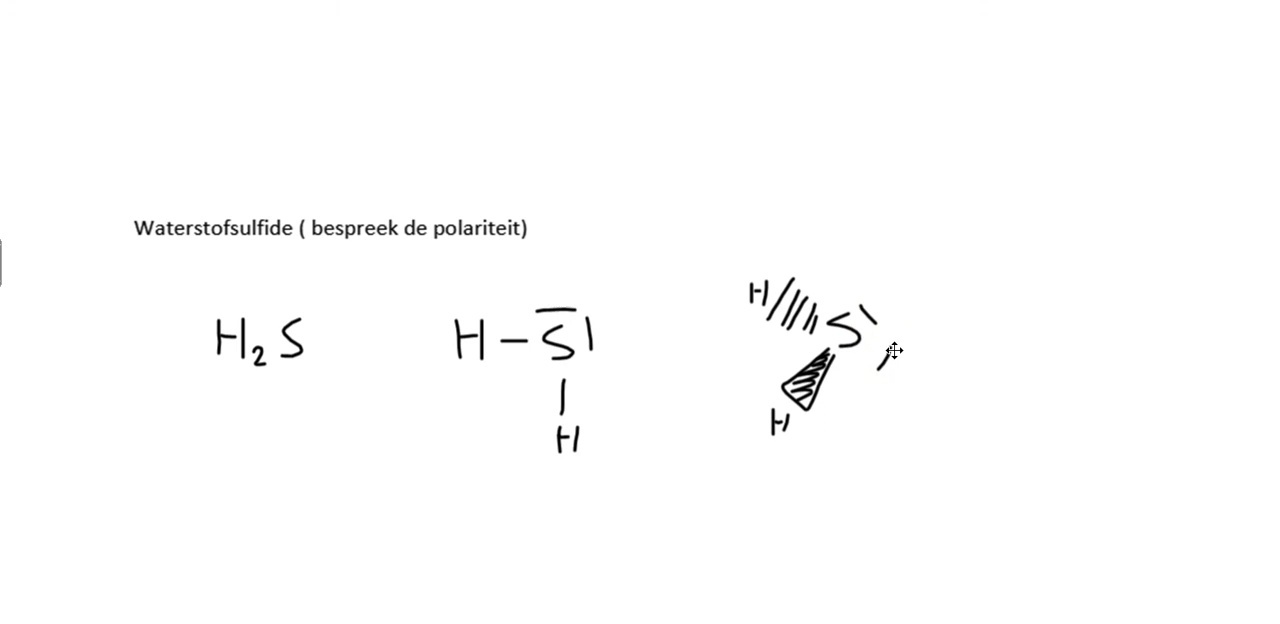 Waterstofsulfide ( bespreek de polariteit)
H₂S
H-S
H
H S
H